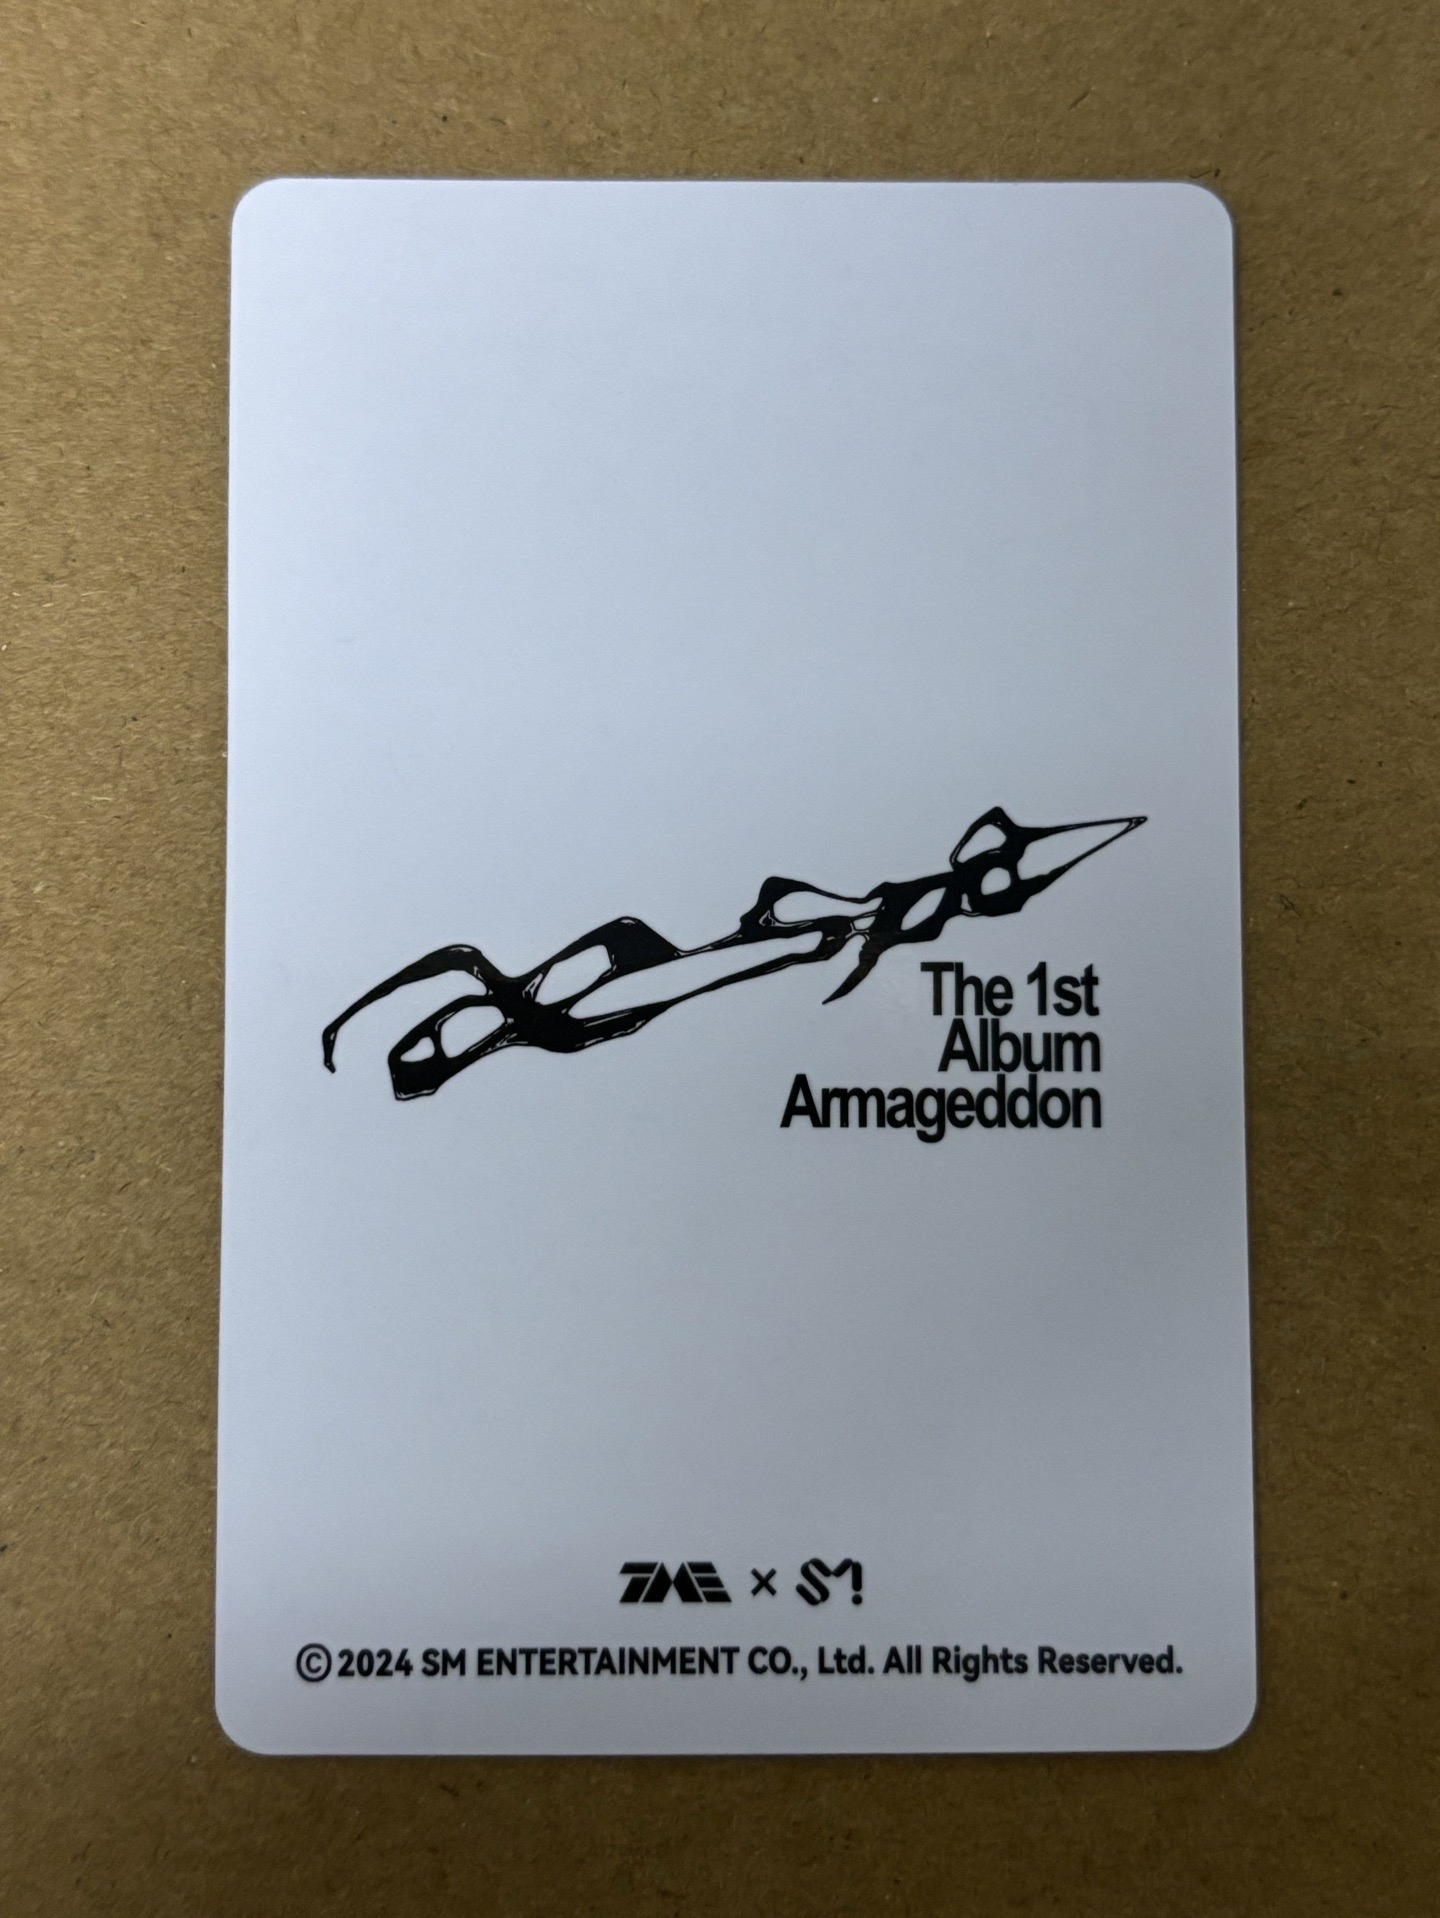 The 1st
Album
Armageddon
TME × SM!
© 2024 SM ENTERTAINMENT CO., Ltd. All Rights Reserved.